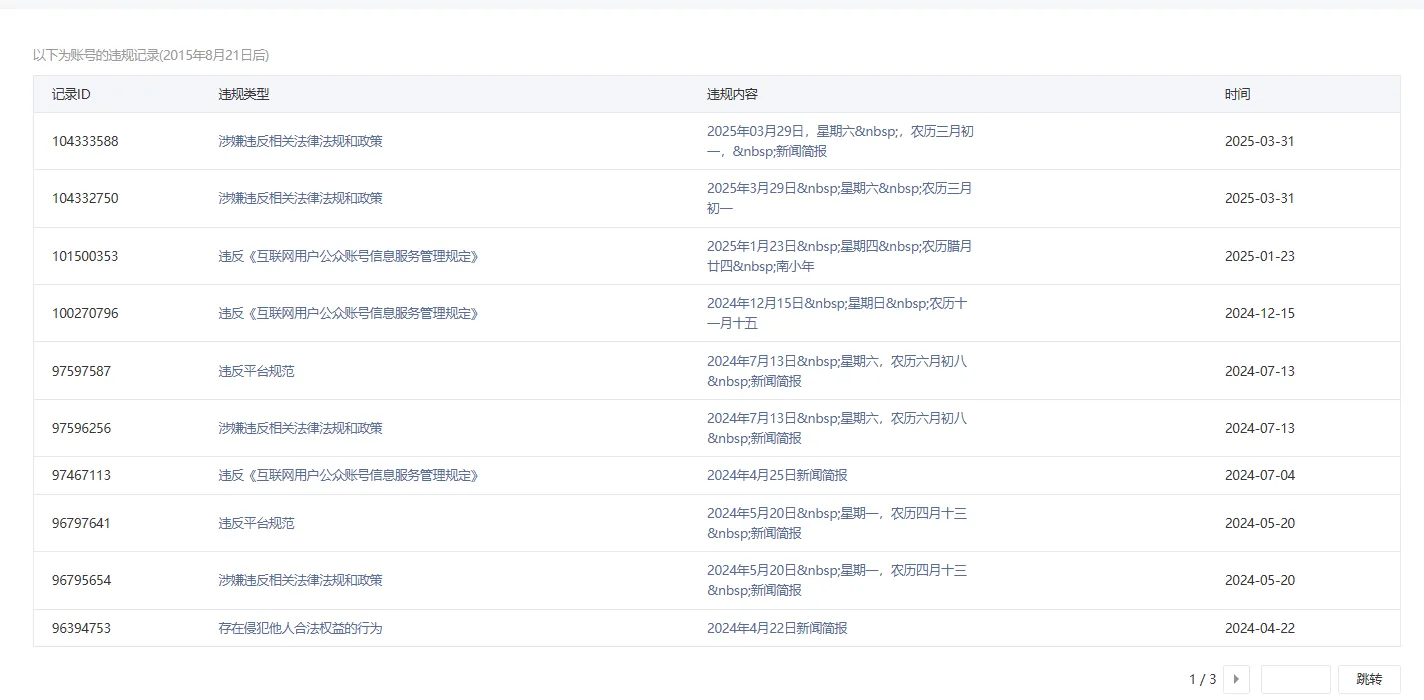 以下为账号的违规记录(2015年8月21日后)
记录ID 违规类型 违规内容 时间
104333588 涉嫌违反相关法律法规和政策 2025年03月29日，星期六&nbsp;，农历三月初
一，&nbsp;新闻简报 2025-03-31
104332750 涉嫌违反相关法律法规和政策 2025年3月29日&nbsp;星期六&nbsp;农历三月
初一 2025-03-31
101500353 违反《互联网用户公众账号信息服务管理规定》 2025年1月23日&nbsp;星期四&nbsp;农历腊月
廿四&nbsp;南小年 2025-01-23
100270796 违反《互联网用户公众账号信息服务管理规定》 2024年12月15日&nbsp;星期日&nbsp;农历十
一月十五 2024-12-15
97597587 违反平台规范 2024年7月13日&nbsp;星期六，农历六月初八
&nbsp;新闻简报 2024-07-13
97596256 涉嫌违反相关法律法规和政策 2024年7月13日&nbsp;星期六，农历六月初八
&nbsp;新闻简报 2024-07-13
97467113 违反《互联网用户公众账号信息服务管理规定》 2024年4月25日新闻简报 2024-07-04
96797641 违反平台规范 2024年5月20日&nbsp;星期一，农历四月十三
&nbsp;新闻简报 2024-05-20
96795654 涉嫌违反相关法律法规和政策 2024年5月20日&nbsp;星期一，农历四月十三
&nbsp;新闻简报 2024-05-20
96394753 存在侵犯他人合法权益的行为 2024年4月22日新闻简报 2024-04-22
1 / 3 跳转